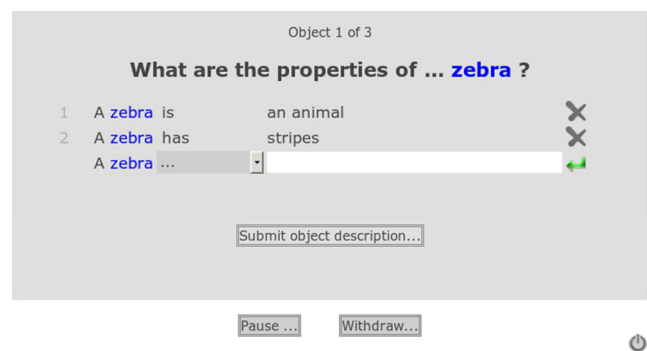 Object 1 of 3
What are the properties of ... zebra ?
1 A zebra is an animal
2 A zebra has stripes
A zebra ...
Submit object description...
Pause ... Withdraw...